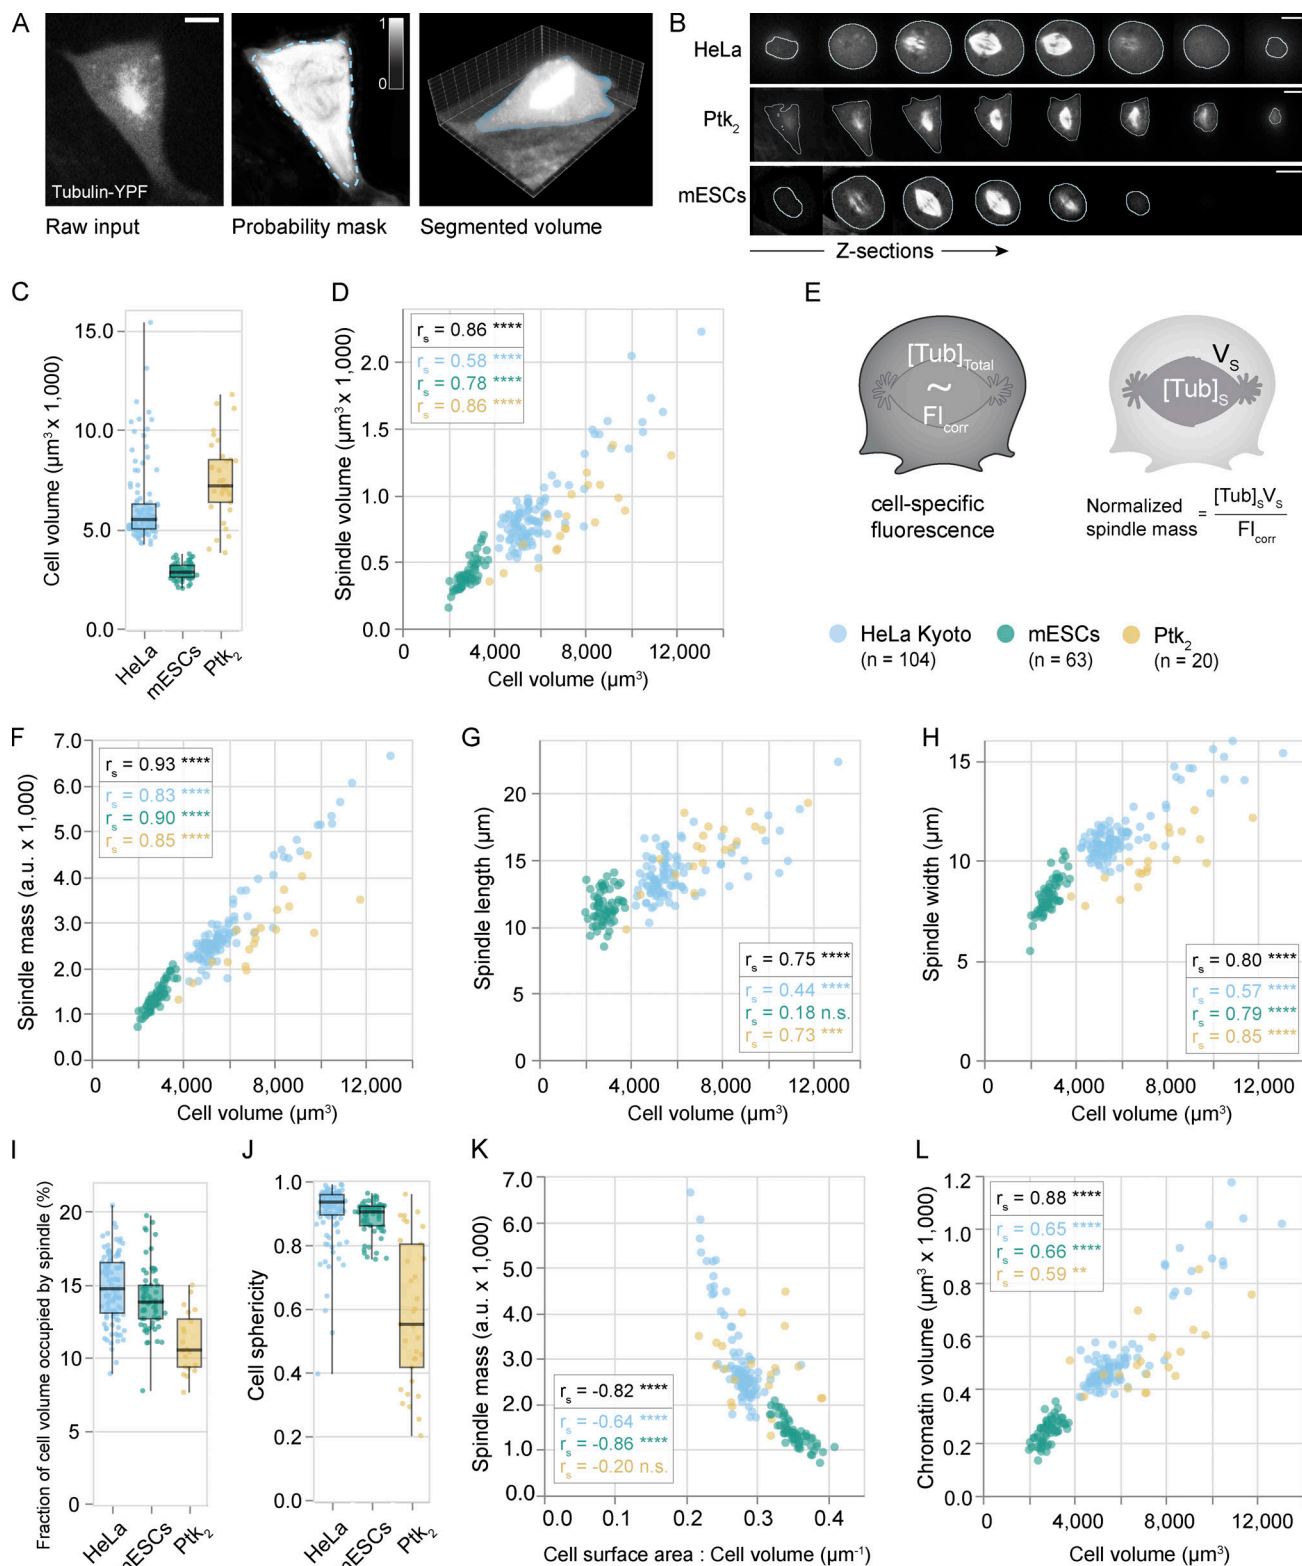 A
1
0
Tubulin-YPF
Raw input
Probability mask
Segmented volume
B
HeLa
Ptk2
mESCs
Z-sections
C
Cell volume (µm³ x 1,000)
15.0
10.0
5.0
0.0
HeLa
mESCs
Ptk2
D
Spindle volume (µm³ x 1,000)
rs = 0.86 ****
rs = 0.58 ****
rs = 0.78 ****
rs = 0.86 ****
2.0
1.5
1.0
0.5
0.0
0
4,000
8,000
12,000
Cell volume (µm³)
E
[Tub]Total
~
FIcorr
cell-specific
fluorescence
VS
[Tub]S
Normalized
spindle mass
=
[Tub]SVS
FIcorr
HeLa Kyoto
(n = 104)
mESCs
(n = 63)
Ptk2
(n = 20)
F
Spindle mass (a.u. x 1,000)
7.0
6.0
5.0
4.0
3.0
2.0
1.0
0.0
rs = 0.93 ****
rs = 0.83 ****
rs = 0.90 ****
rs = 0.85 ****
0
4,000
8,000
12,000
Cell volume (µm³)
G
Spindle length (µm)
20
15
10
5
0
rs = 0.75 ****
rs = 0.44 ****
rs = 0.18 n.s.
rs = 0.73 ***
0
4,000
8,000
12,000
Cell volume (µm³)
H
Spindle width (µm)
15
10
5
0
rs = 0.80 ****
rs = 0.57 ****
rs = 0.79 ****
rs = 0.85 ****
0
4,000
8,000
12,000
Cell volume (µm³)
I
Fraction of cell volume occupied by spindle (%)
20
15
10
5
0
HeLa
mESCs
Ptk2
J
Cell sphericity
1.0
0.8
0.6
0.4
0.2
0.0
HeLa
mESCs
Ptk2
K
Spindle mass (a.u. x 1,000)
7.0
6.0
5.0
4.0
3.0
2.0
1.0
0.0
rs = -0.82 ****
rs = -0.64 ****
rs = -0.86 ****
rs = -0.20 n.s.
0.0
0.1
0.2
0.3
0.4
Cell surface area : Cell volume (µm⁻¹)
L
Chromatin volume (µm³ x 1,000)
1.2
1.0
0.8
0.6
0.4
0.2
0.0
rs = 0.88 ****
rs = 0.65 ****
rs = 0.66 ****
rs = 0.59 **
0
4,000
8,000
12,000
Cell volume (µm³)